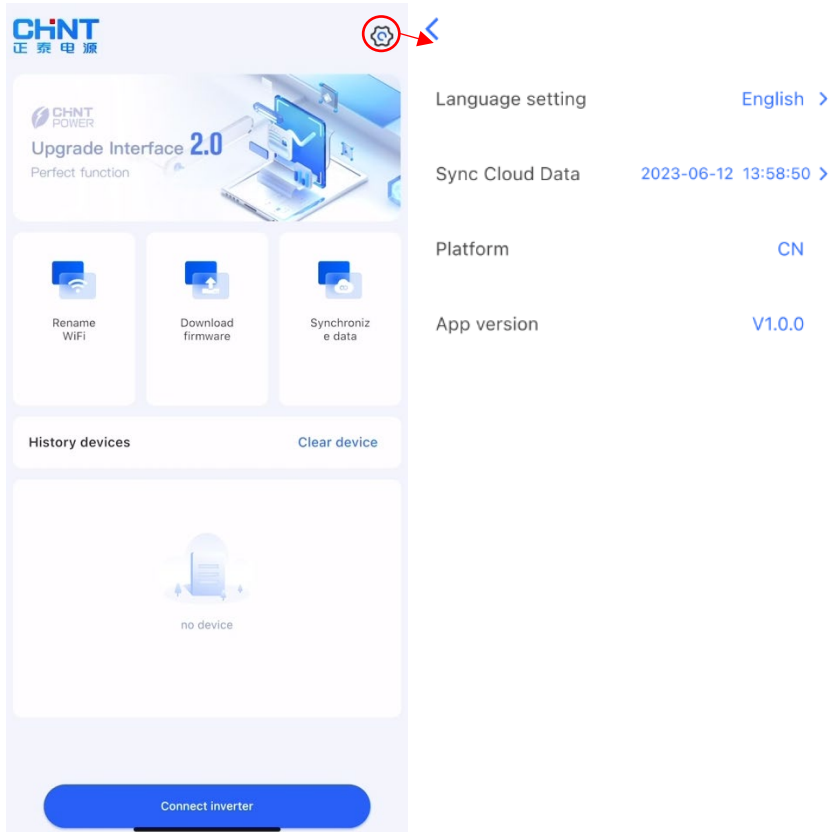 CHiNT
正泰电源
CHiNT
POWER
Upgrade Interface 2.0
Perfect function
Rename
WiFi
Download
firmware
Synchroniz
e data
History devices
Clear device
no device
Connect inverter
Language setting English
Sync Cloud Data 2023-06-12 13:58:50
Platform CN
App version V1.0.0